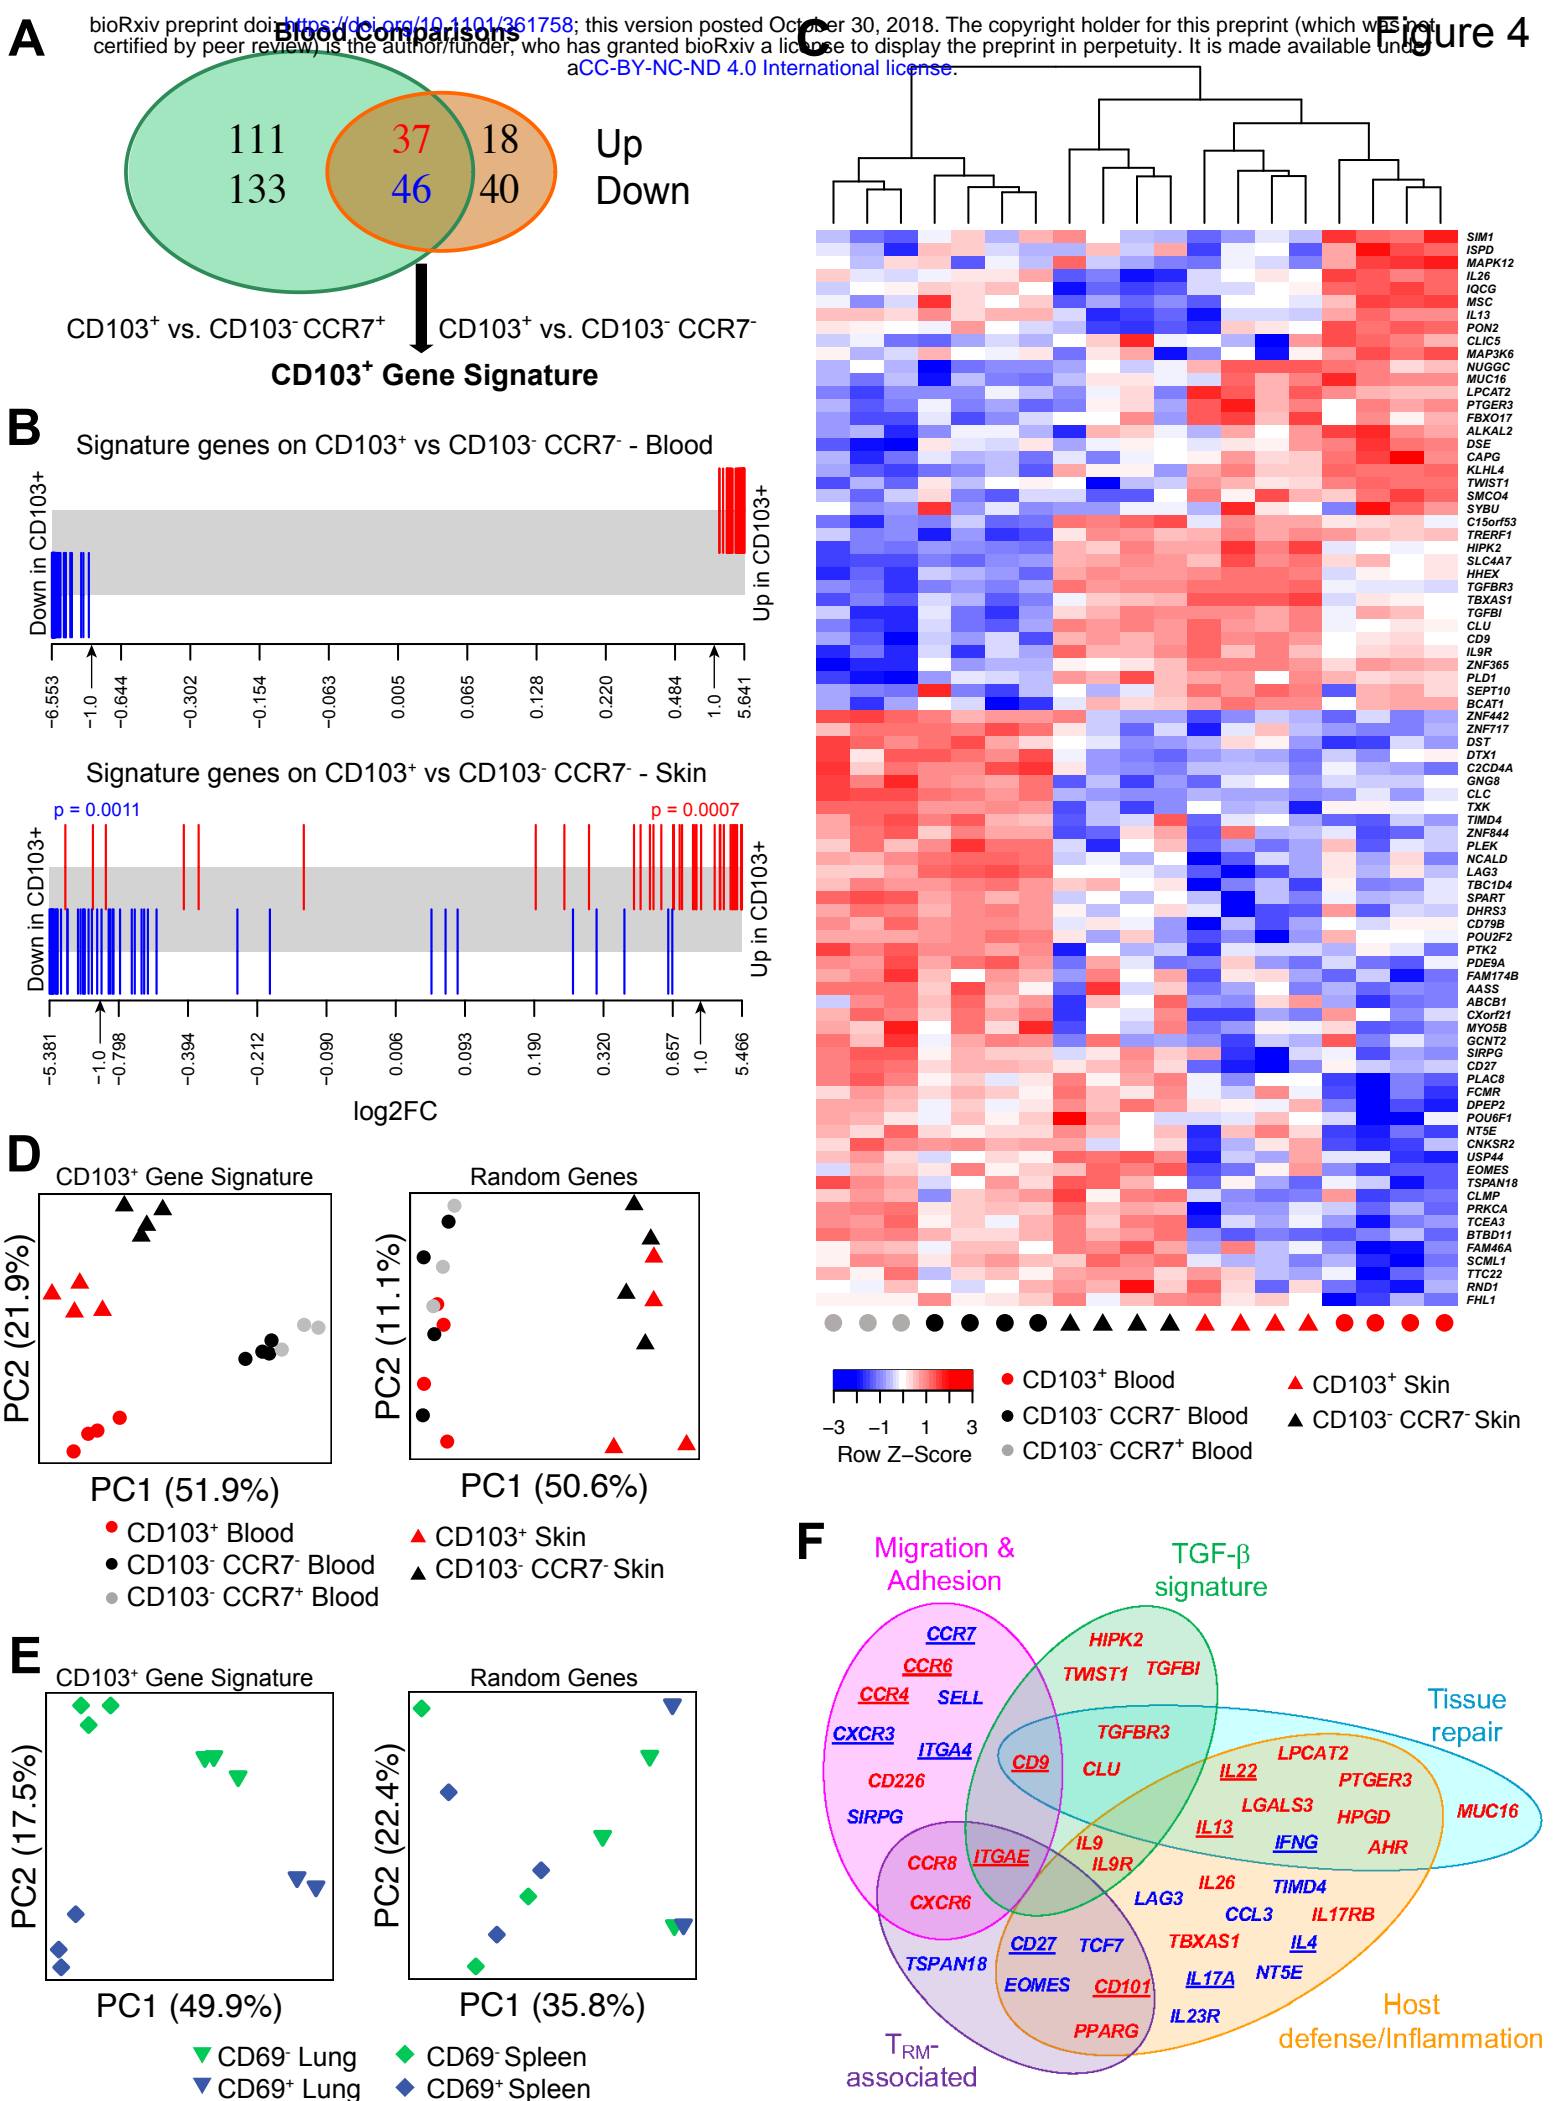 bioRxiv preprint doi: https://doi.org/10.1101/361758; this version posted October 30, 2018. The copyright holder for this preprint (which was not
certified by peer review) is the author/funder, who has granted bioRxiv a license to display the preprint in perpetuity. It is made available under
aCC-BY-NC-ND 4.0 International license.
Figure 4
A
Blood Comparisons
111 37 18 Up
133 46 40 Down
CD103+ vs. CD103- CCR7+ CD103+ vs. CD103- CCR7-
CD103+ Gene Signature
B
Signature genes on CD103+ vs CD103- CCR7- - Blood
Down in CD103+
Up in CD103+
−6.553 −1.0 −0.644 −0.302 −0.154 −0.063 0.005 0.065 0.128 0.220 0.484 1.0 5.641
Signature genes on CD103+ vs CD103- CCR7- - Skin
p = 0.0011 p = 0.0007
Down in CD103+
Up in CD103+
−5.381 −1.0 −0.798 −0.394 −0.212 −0.090 0.006 0.093 0.190 0.320 0.657 1.0 5.466
log2FC
C
SIM1
ISPD
MAPK12
IL26
IQCG
MSC
IL13
PON2
CLIC5
MAP3K6
NUGGC
MUC16
LPCAT2
PTGER3
FBXO17
ALKAL2
DSE
CAPG
KLHL4
TWIST1
SMCO4
SYBU
C15orf53
TRERF1
HIPK2
SLC4A7
HHEX
TGFBR3
TBXAS1
TGFBI
CLU
CD9
IL9R
ZNF365
PLD1
SEPT10
BCAT1
ZNF442
ZNF717
DST
DTX1
C2CD4A
GNG8
CLC
TXK
TIMD4
ZNF844
PLEK
NCALD
LAG3
TBC1D4
SPART
DHRS3
CD79B
POU2F2
PTK2
PDE9A
FAM174B
AASS
ABCB1
CXorf21
MYO5B
GCNT2
SIRPG
CD27
PLAC8
FCMR
DPEP2
POU6F1
NT5E
CNKSR2
USP44
EOMES
TSPAN18
CLMP
PRKCA
TCEA3
BTBD11
FAM46A
SCML1
TTC22
RND1
FHL1
−3 −1 1 3
Row Z−Score
CD103+ Blood
CD103- CCR7- Blood
CD103- CCR7+ Blood
CD103+ Skin
CD103- CCR7- Skin
D
CD103+ Gene Signature
PC2 (21.9%)
PC1 (51.9%)
Random Genes
PC2 (11.1%)
PC1 (50.6%)
CD103+ Blood
CD103- CCR7- Blood
CD103- CCR7+ Blood
CD103+ Skin
CD103- CCR7- Skin
E
CD103+ Gene Signature
PC2 (17.5%)
PC1 (49.9%)
Random Genes
PC2 (22.4%)
PC1 (35.8%)
CD69- Lung
CD69+ Lung
CD69- Spleen
CD69+ Spleen
F
Migration &
Adhesion
TGF-β
signature
Tissue
repair
Host
defense/Inflammation
TRM-
associated
CCR7
CCR6
CCR4 SELL
CXCR3
ITGA4
CD226
SIRPG
HIPK2
TWIST1 TGFBI
TGFBR3
CD9 CLU
LPCAT2
IL22 PTGER3
LGALS3
IL13 HPGD MUC16
IFNG AHR
IL9
IL9R
CCR8 ITGAE
CXCR6
IL26 TIMD4
LAG3
CCL3 IL17RB
TBXAS1 IL4
IL17A NT5E
IL23R
TSPAN18 CD27 TCF7
EOMES CD101
PPARG